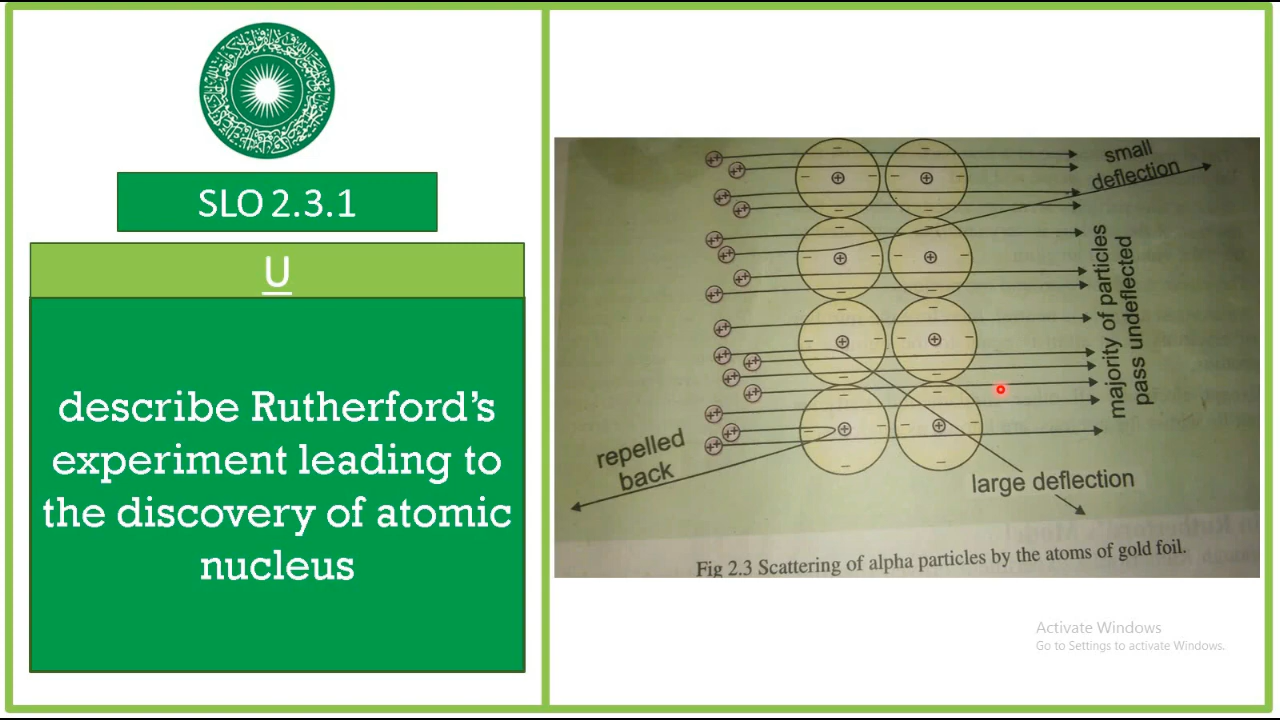 SLO 2.3.1
U
describe Rutherford's
experiment leading to
the discovery of atomic
nucleus
small
deflection
majority of particles
pass undeflected
repelled
back
large deflection
Fig 2.3 Scattering of alpha particles by the atoms of gold foil.
Activate Windows
Go to Settings to activate Windows.